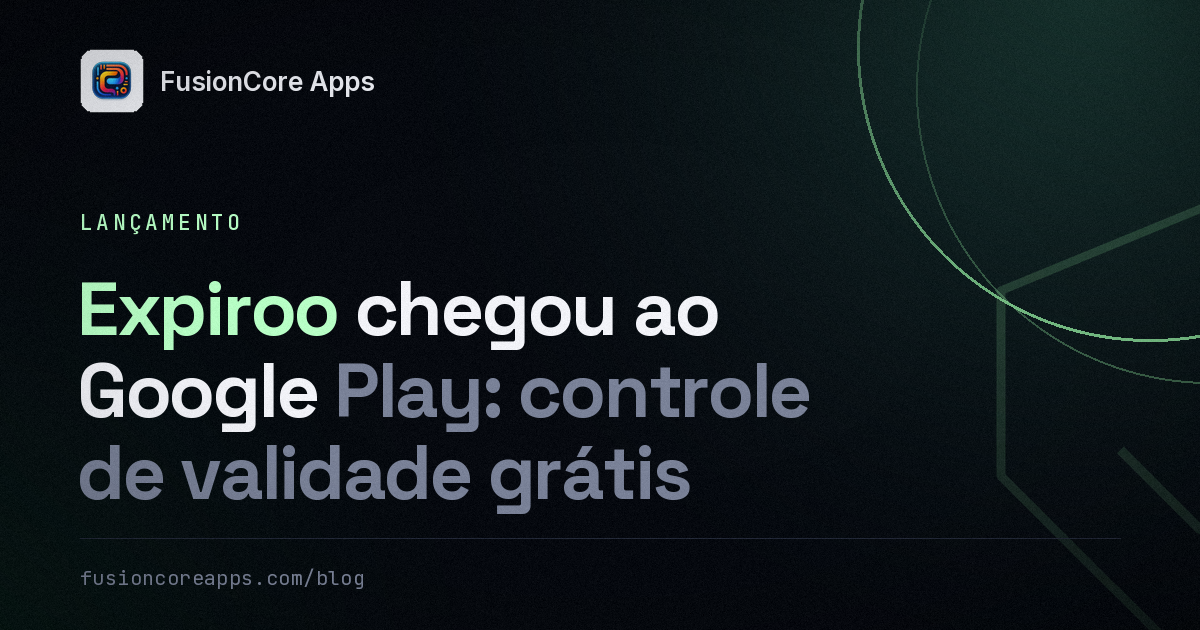 FusionCore Apps
LANÇAMENTO
Expiroo chegou ao
Google Play: controle
de validade grátis
fusioncoreapps.com/blog